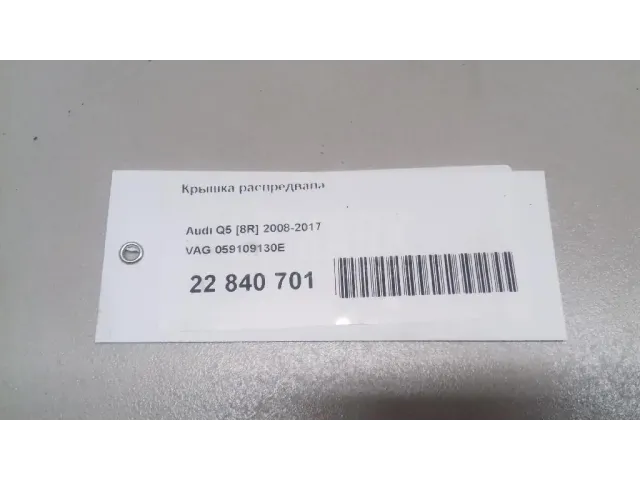 Крышка распредвала
Audi Q5 [8R] 2008-2017
VAG 059109130E
22 840 701